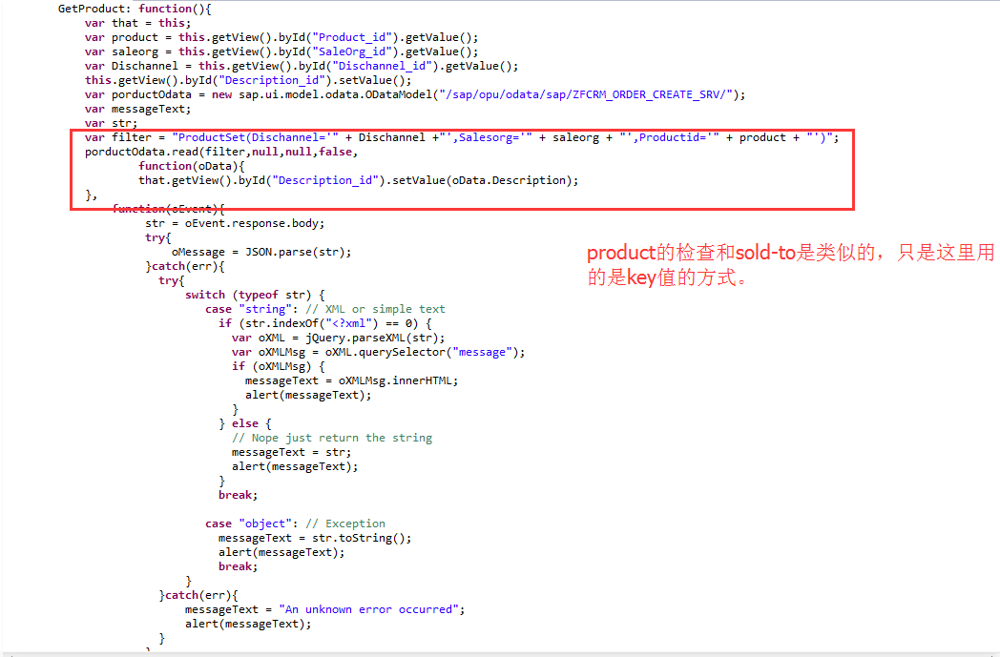 GetProduct: function(){
var that = this;
var product = this.getView().byId("Product_id").getValue();
var saleorg = this.getView().byId("SaleOrg_id").getValue();
var Dischannel = this.getView().byId("Dischannel_id").getValue();
this.getView().byId("Description_id").setValue();
var porductOdata = new sap.ui.model.odata.ODataModel("/sap/opu/odata/sap/ZFCRM_ORDER_CREATE_SRV/");
var messageText;
var str;
var filter = "ProductSet(Dischannel='" + Dischannel +"',Salesorg='" + saleorg + "',Productid='" + product + "')";
porductOdata.read(filter,null,null,false,
function(oData){
that.getView().byId("Description_id").setValue(oData.Description);
},
function(oEvent){
str = oEvent.response.body;
try{
oMessage = JSON.parse(str);
}catch(err){
try{
switch (typeof str) {
case "string": // XML or simple text
if (str.indexOf("<?xml") == 0) {
var oXML = jQuery.parseXML(str);
var oXMLMsg = oXML.querySelector("message");
if (oXMLMsg) {
messageText = oXMLMsg.innerHTML;
alert(messageText);
}
} else {
// Nope just return the string
messageText = str;
alert(messageText);
}
break;
case "object": // Exception
messageText = str.toString();
alert(messageText);
break;
}
}catch(err){
messageText = "An unknown error occurred";
alert(messageText);
}
product的检查和sold-to是类似的，只是这里用
的是key值的方式。